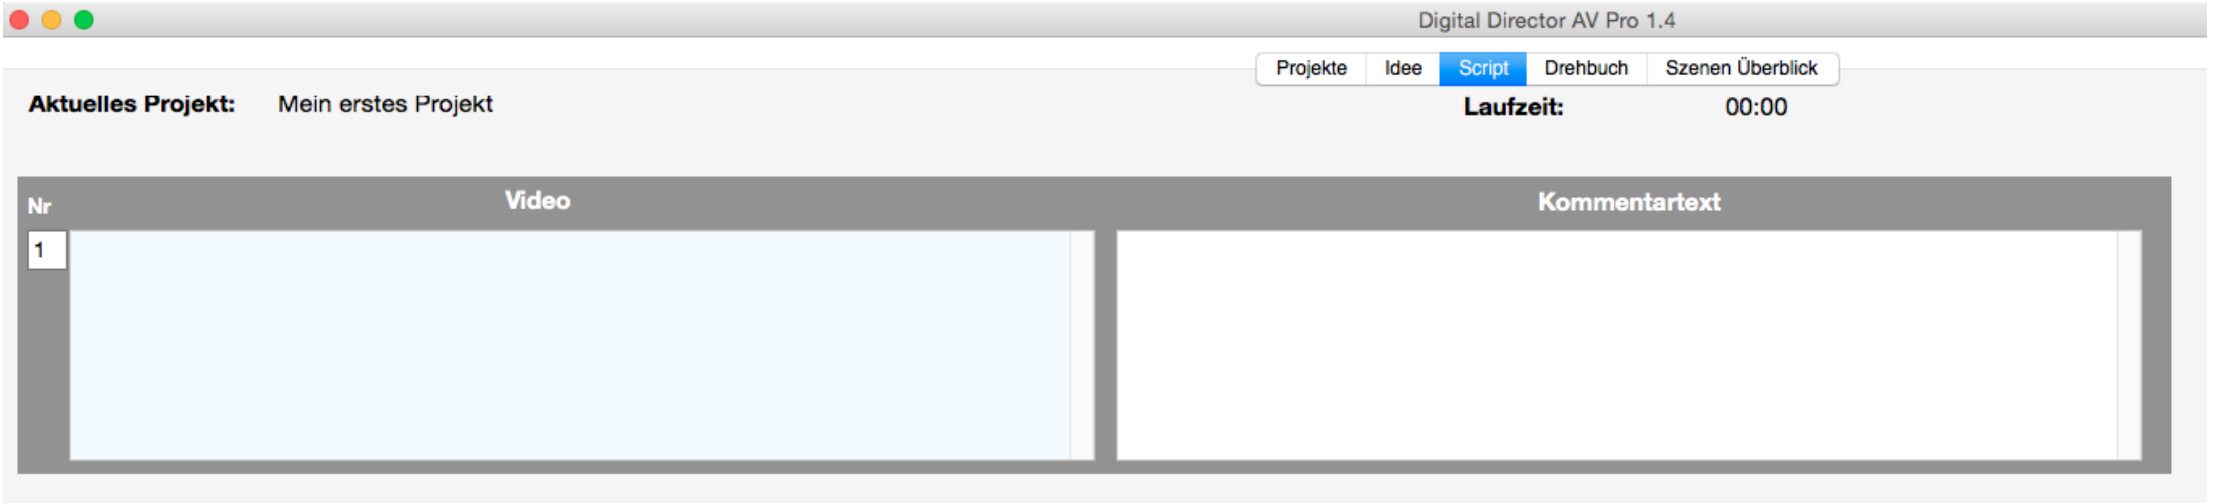 Digital Director AV Pro 1.4
Projekte Idee Script Drehbuch Szenen Überblick
Aktuelles Projekt: Mein erstes Projekt Laufzeit: 00:00
Nr Video Kommentartext
1